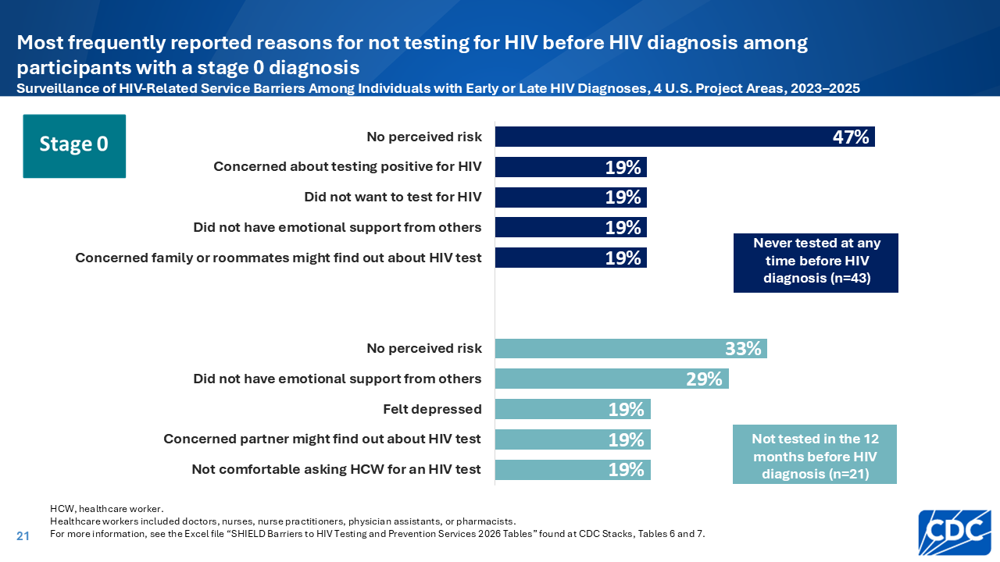 Most frequently reported reasons for not testing for HIV before HIV diagnosis among
participants with a stage 0 diagnosis
Surveillance of HIV-Related Service Barriers Among Individuals with Early or Late HIV Diagnoses, 4 U.S. Project Areas, 2023–2025
Stage 0
No perceived risk 47%
Concerned about testing positive for HIV 19%
Did not want to test for HIV 19%
Did not have emotional support from others 19%
Concerned family or roommates might find out about HIV test 19%
Never tested at any
time before HIV
diagnosis (n=43)
No perceived risk 33%
Did not have emotional support from others 29%
Felt depressed 19%
Concerned partner might find out about HIV test 19%
Not comfortable asking HCW for an HIV test 19%
Not tested in the 12
months before HIV
diagnosis (n=21)
HCW, healthcare worker.
Healthcare workers included doctors, nurses, nurse practitioners, physician assistants, or pharmacists.
For more information, see the Excel file “SHIELD Barriers to HIV Testing and Prevention Services 2026 Tables” found at CDC Stacks, Tables 6 and 7.
21
CDC